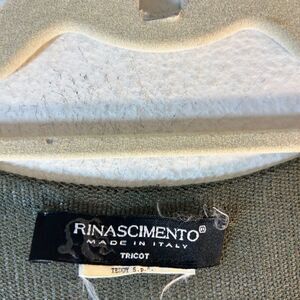 RINASCIMENTO®
MADE IN ITALY
TRICOT
TEDDY S.p.